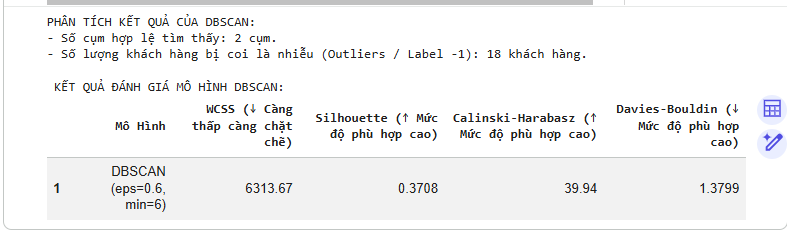 PHÂN TÍCH KẾT QUẢ CỦA DBSCAN:
- Số cụm hợp lệ tìm thấy: 2 cụm.
- Số lượng khách hàng bị coi là nhiễu (Outliers / Label -1): 18 khách hàng.
KẾT QUẢ ĐÁNH GIÁ MÔ HÌNH DBSCAN:
Mô Hình
WCSS (↓ Càng
thấp càng chặt
chẽ)
Silhouette (↑ Mức
độ phù hợp cao)
Calinski-Harabasz (↑
Mức độ phù hợp cao)
Davies-Bouldin (↓
Mức độ phù hợp
cao)
1
DBSCAN
(eps=0.6,
min=6)
6313.67
0.3708
39.94
1.3799